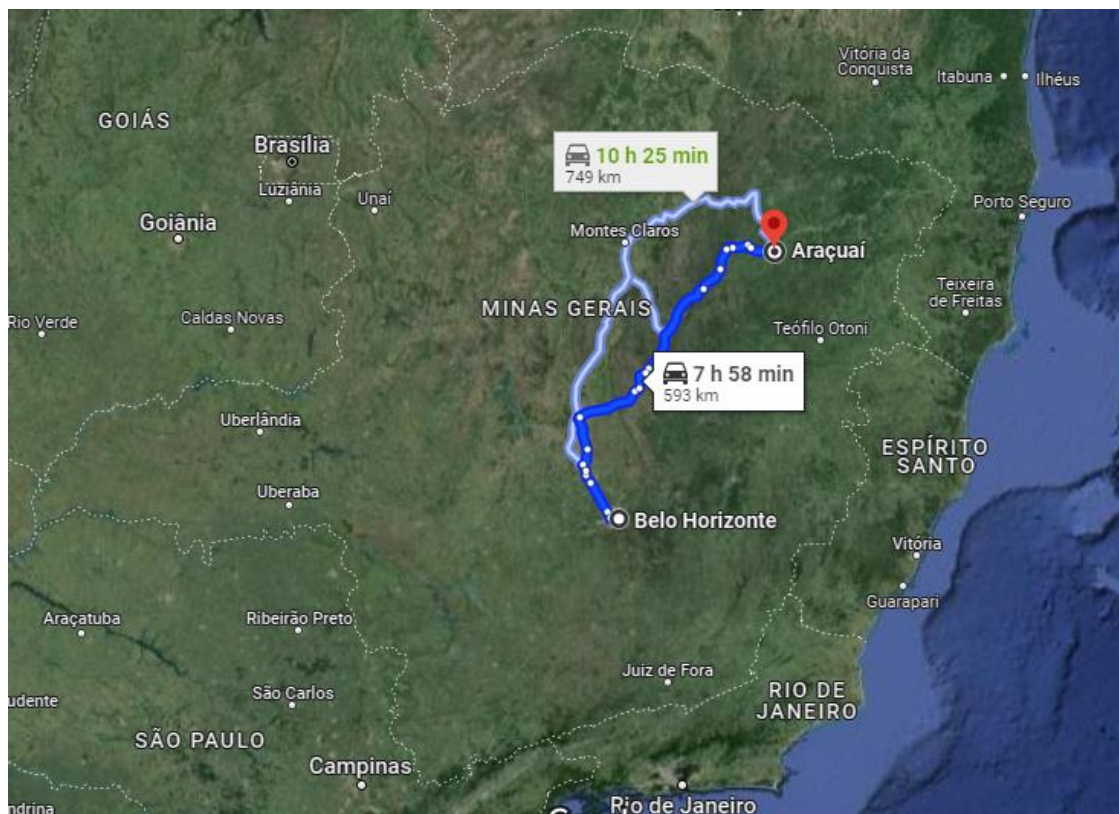 Vitória da
Conquista
Itabuna
Ilhéus
GOIÁS
Brasília
Luziânia
Unaí
10 h 25 min
749 km
Porto Seguro
Goiânia
Montes Claros
Araçuaí
MINAS GERAIS
Teixeira
de Freitas
Rio Verde
Caldas Novas
Teófilo Otoni
7 h 58 min
593 km
Uberlândia
ESPÍRITO
SANTO
Uberaba
Belo Horizonte
Vitória
Guarapari
Araçatuba
Ribeirão Preto
Juiz de Fora
udente
São Carlos
RIO DE
JANEIRO
SÃO PAULO
Campinas
ndrina
Rio de Janeiro